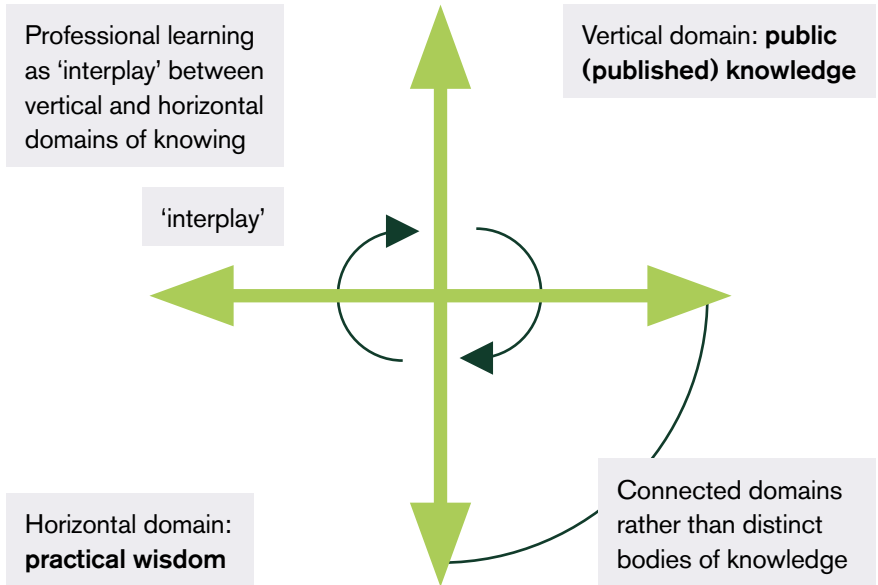 Professional learning
as ‘interplay’ between
vertical and horizontal
domains of knowing
Vertical domain: public
(published) knowledge
‘interplay’
Horizontal domain:
practical wisdom
Connected domains
rather than distinct
bodies of knowledge